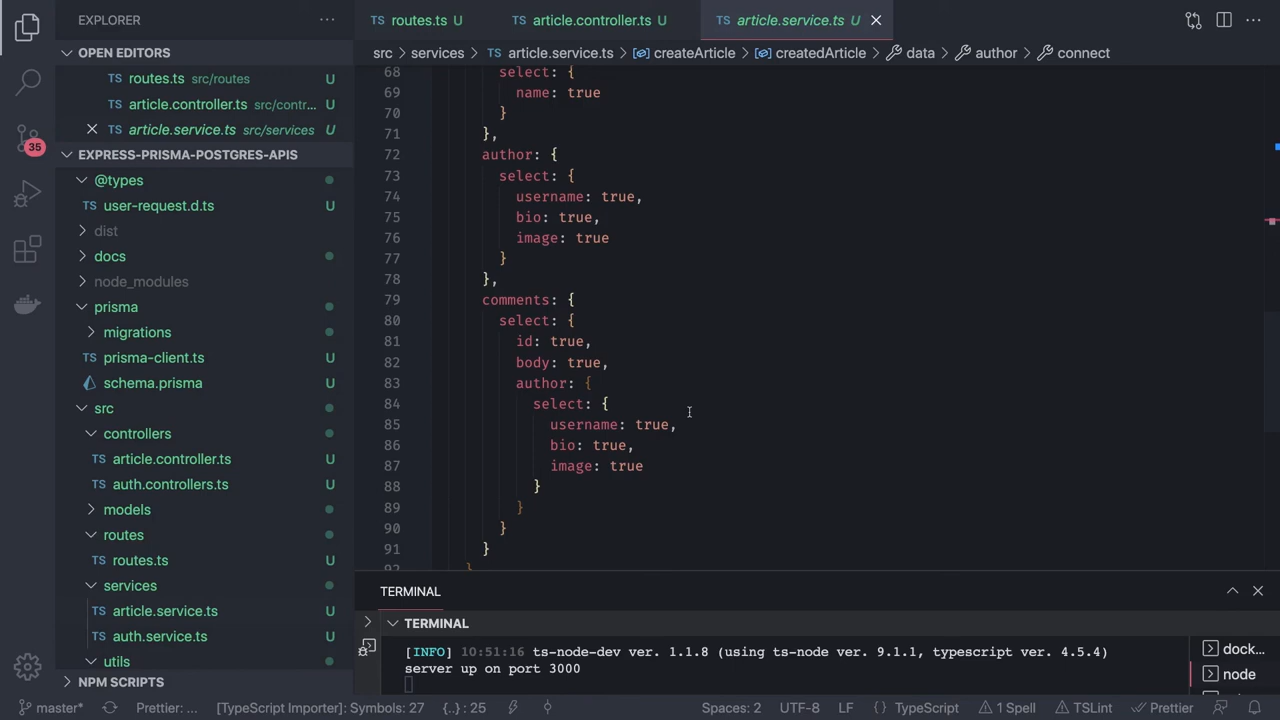 EXPLORER
OPEN EDITORS
TS routes.ts src/routes U
TS article.controller.ts src/contr... U
TS article.service.ts src/services U
EXPRESS-PRISMA-POSTGRES-APIS
@types
TS user-request.d.ts U
dist
docs
node_modules
prisma
migrations
TS prisma-client.ts U
schema.prisma U
src
controllers
TS article.controller.ts U
TS auth.controllers.ts U
models
routes
TS routes.ts U
services
TS article.service.ts U
TS auth.service.ts U
utils
NPM SCRIPTS
35
TS routes.ts U
TS article.controller.ts U
TS article.service.ts U
src > services > TS article.service.ts > createArticle > createdArticle > data > author > connect
68 select: {
69 name: true
70 }
71 },
72 author: {
73 select: {
74 username: true,
75 bio: true,
76 image: true
77 }
78 },
79 comments: {
80 select: {
81 id: true,
82 body: true,
83 author: {
84 select: {
85 username: true,
86 bio: true,
87 image: true
88 }
89 }
90 }
91 }
92 }
TERMINAL
TERMINAL
[INFO] 10:51:16 ts-node-dev ver. 1.1.8 (using ts-node ver. 9.1.1, typescript ver. 4.5.4)
server up on port 3000
dock...
node
master* Prettier: ... [TypeScript Importer]: Symbols: 27 {..} : 25 Spaces: 2 UTF-8 LF {} TypeScript 1 Spell TSLint Prettier